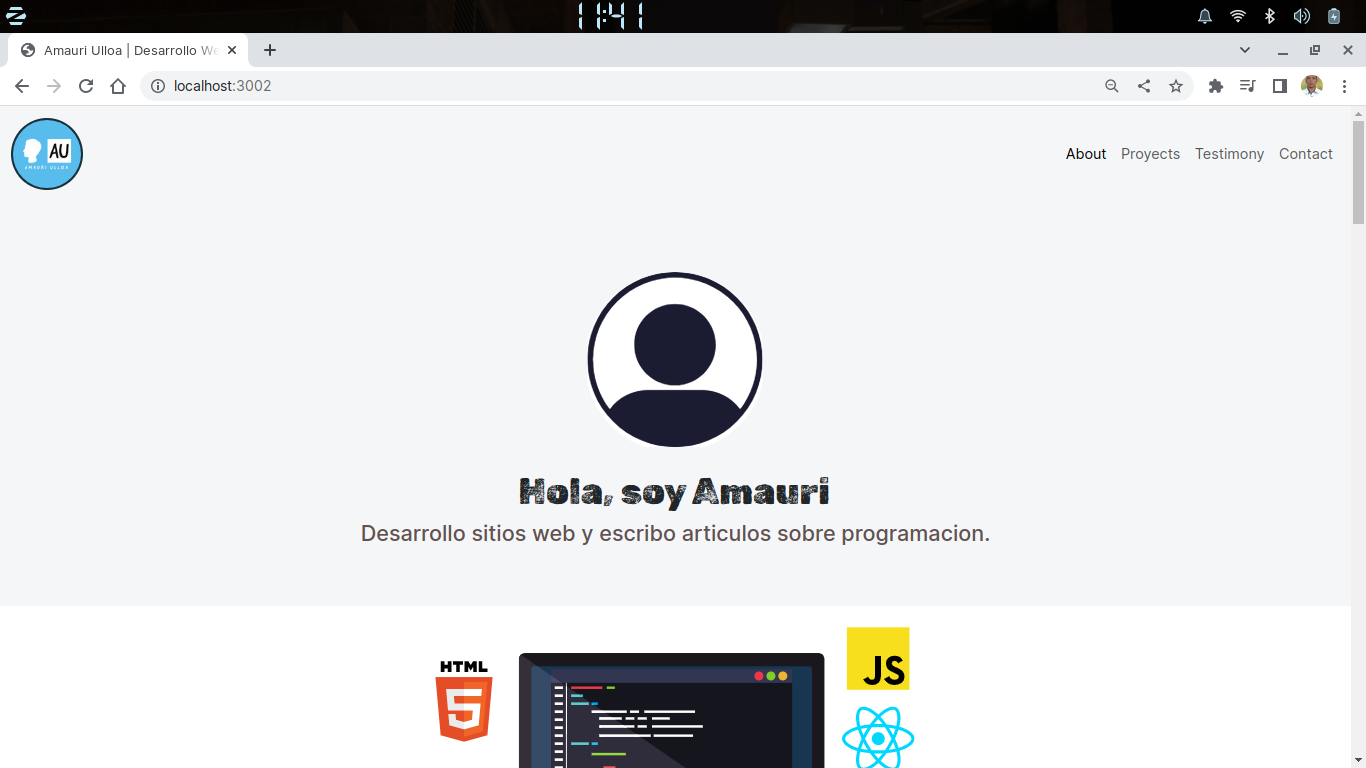 11:41
Amauri Ulloa | Desarrollo We
localhost:3002
AU
AMAURI ULLOA
About Proyects Testimony Contact
Hola, soy Amauri
Desarrollo sitios web y escribo articulos sobre programacion.
HTML
5
JS